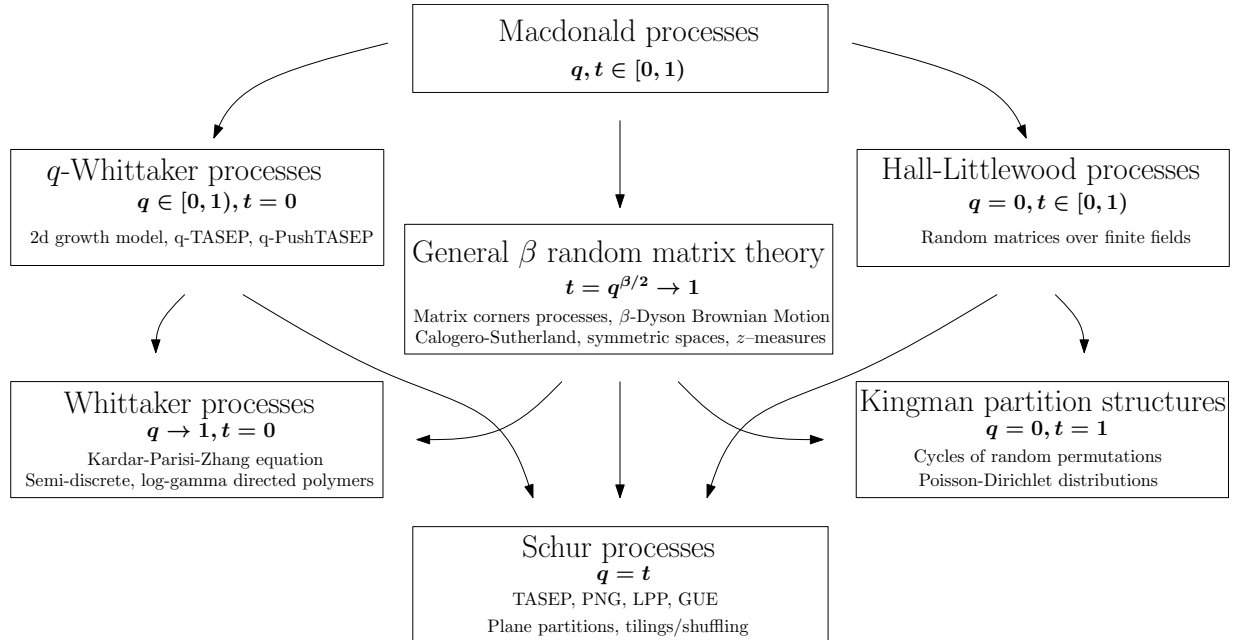 Macdonald processes
q, t ∈ [0, 1)
q-Whittaker processes
q ∈ [0, 1), t = 0
2d growth model, q-TASEP, q-PushTASEP
Hall-Littlewood processes
q = 0, t ∈ [0, 1)
Random matrices over finite fields
General β random matrix theory
t = q^{β/2} → 1
Matrix corners processes, β-Dyson Brownian Motion
Calogero-Sutherland, symmetric spaces, z–measures
Whittaker processes
q → 1, t = 0
Kardar-Parisi-Zhang equation
Semi-discrete, log-gamma directed polymers
Kingman partition structures
q = 0, t = 1
Cycles of random permutations
Poisson-Dirichlet distributions
Schur processes
q = t
TASEP, PNG, LPP, GUE
Plane partitions, tilings/shuffling